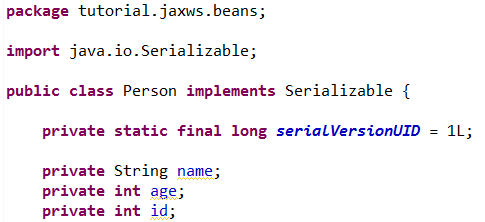 package tutorial.jaxws.beans;
import java.io.Serializable;
public class Person implements Serializable {
private static final long serialVersionUID = 1L;
private String name;
private int age;
private int id;